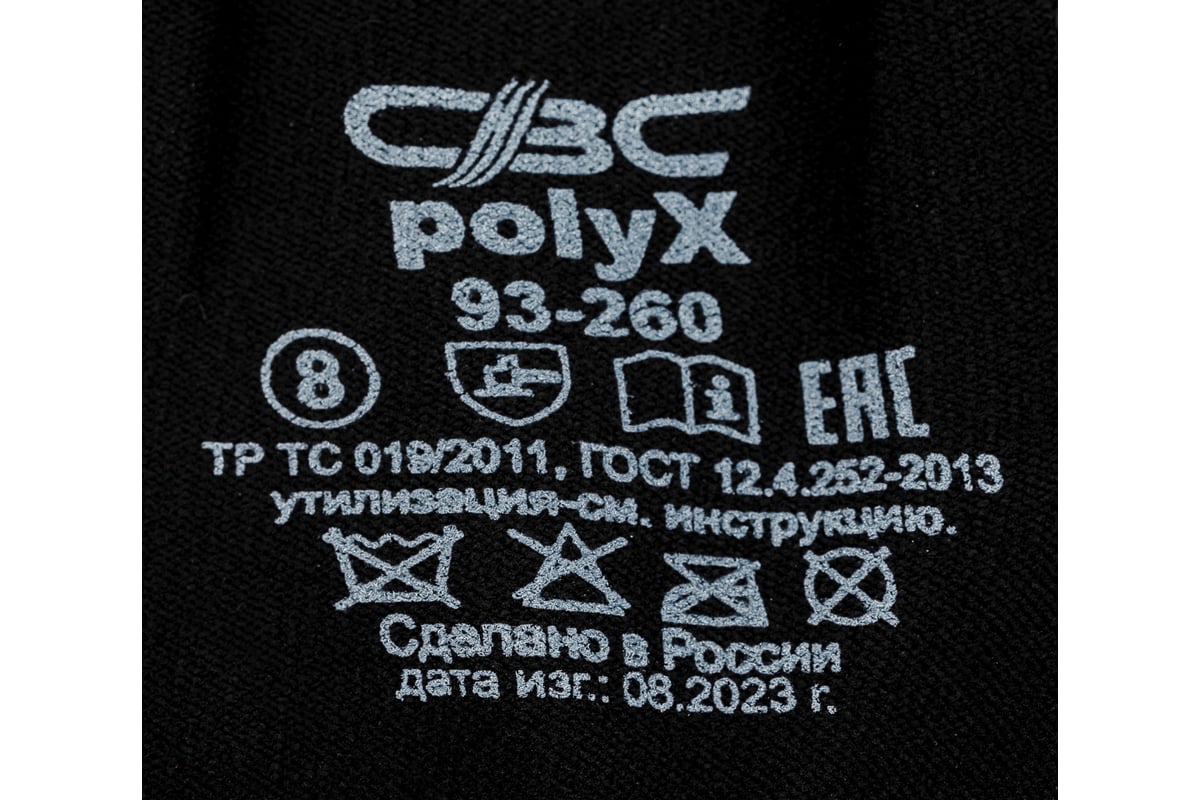 СВС
polyX
93-260
8 i EAC
ТР ТС 019/2011, ГОСТ 12.4.252-2013
утилизация-см. инструкцию.
Сделано в России
дата изг.: 08.2023 г.